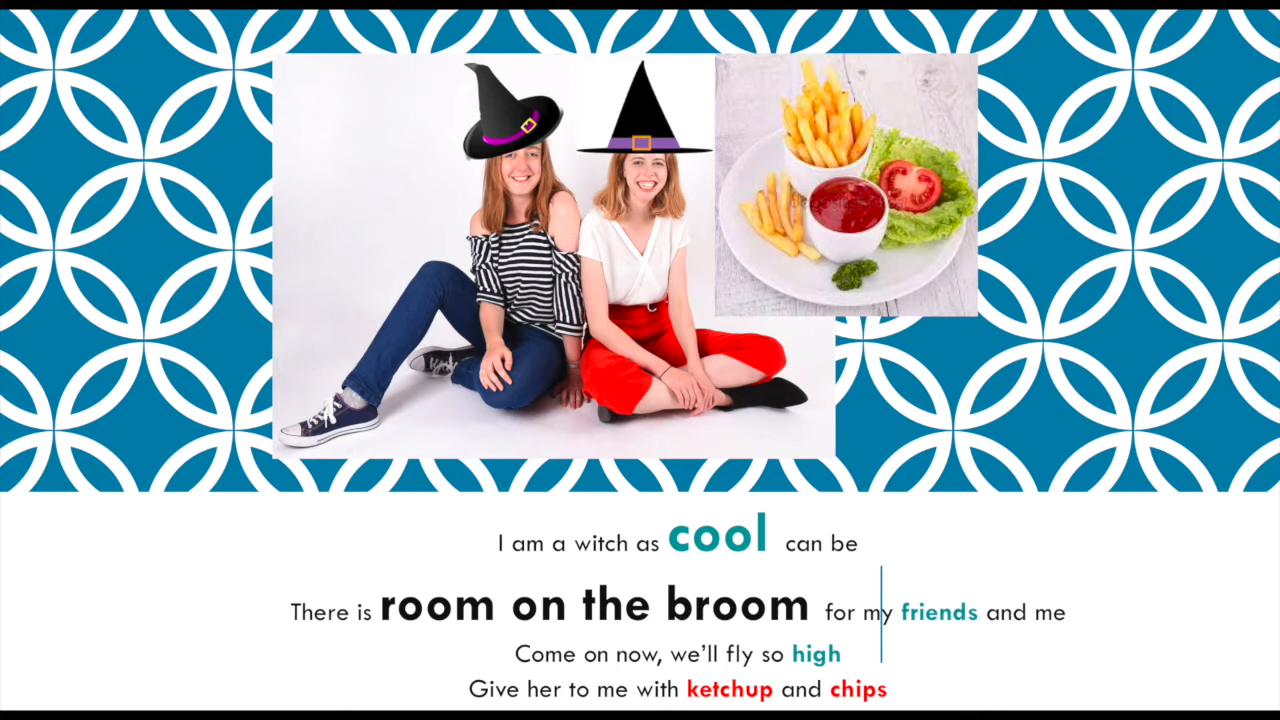 I am a witch as cool can be
There is room on the broom for my friends and me
Come on now, we'll fly so high
Give her to me with ketchup and chips